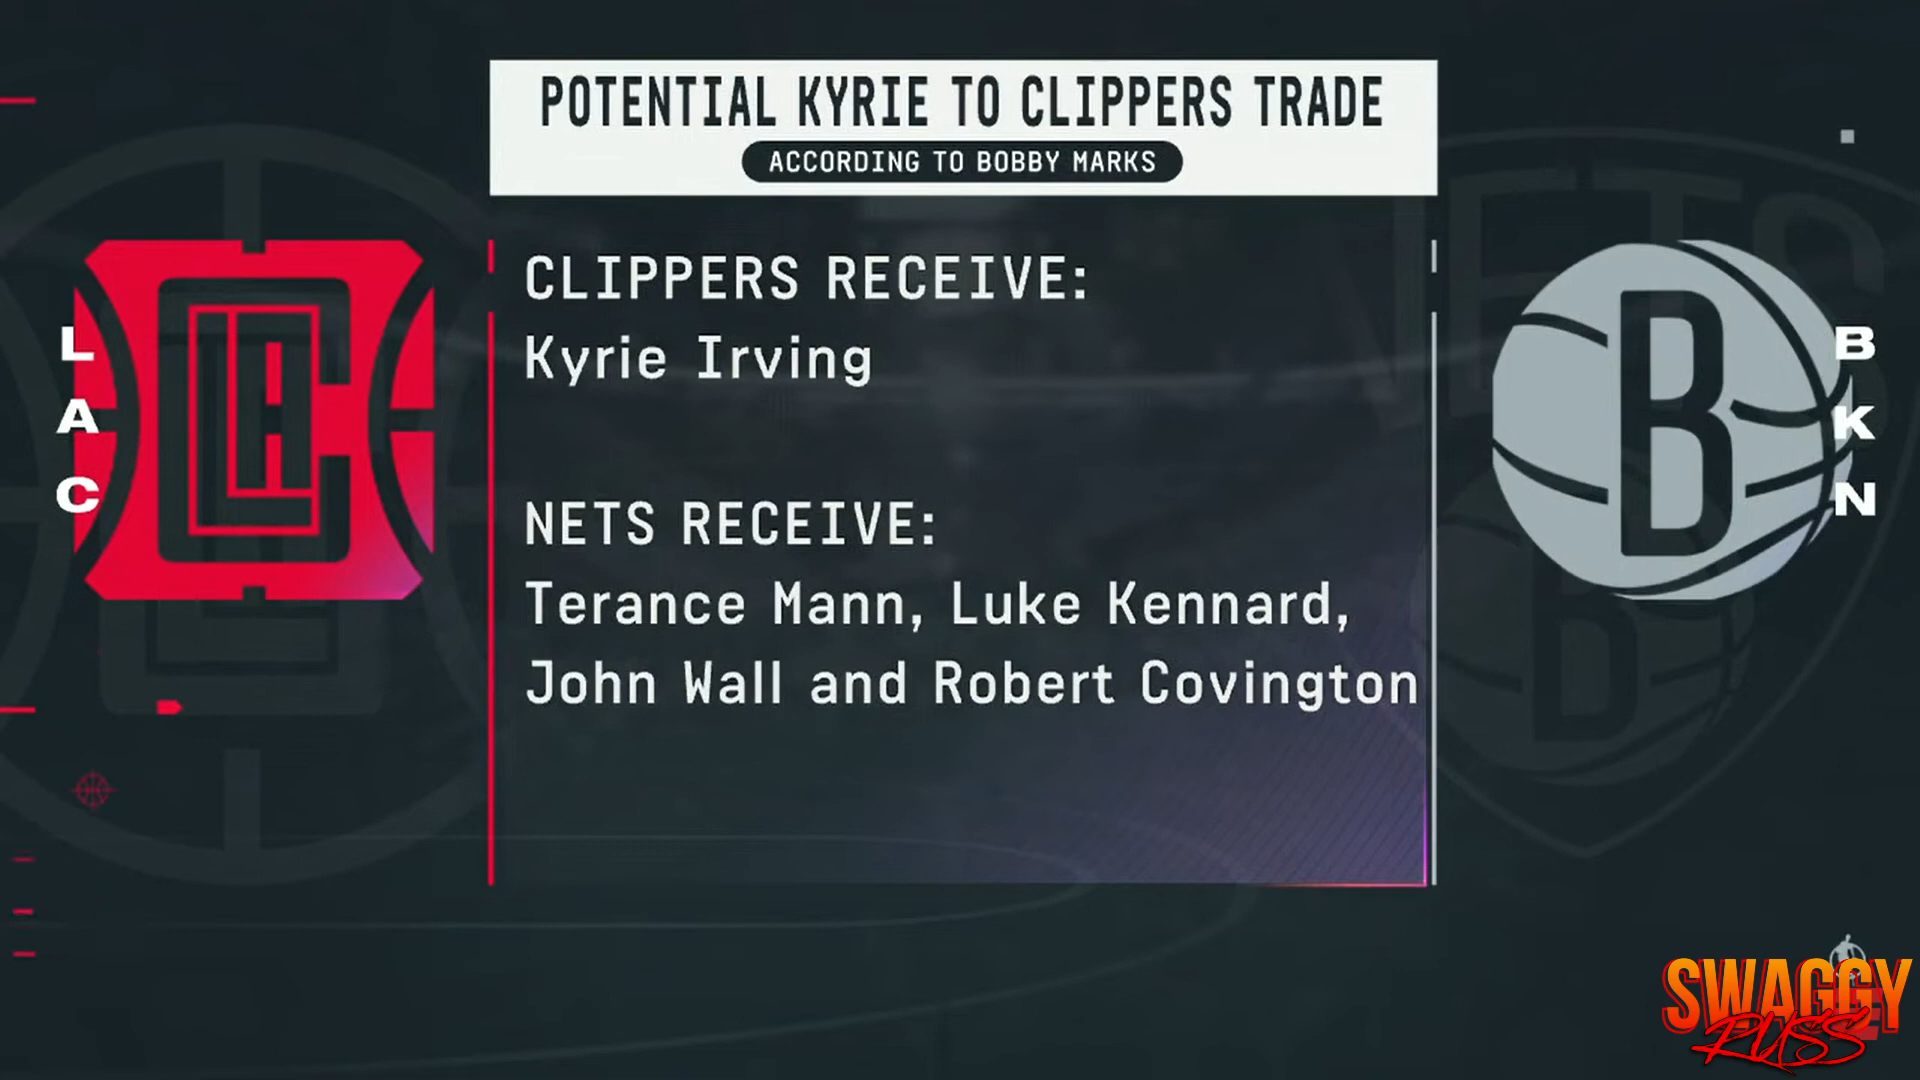 POTENTIAL KYRIE TO CLIPPERS TRADE
ACCORDING TO BOBBY MARKS
LAC
CLIPPERS RECEIVE:
Kyrie Irving
NETS RECEIVE:
Terance Mann, Luke Kennard,
John Wall and Robert Covington
B
BKN
NETS
SWAGGY
RUSS